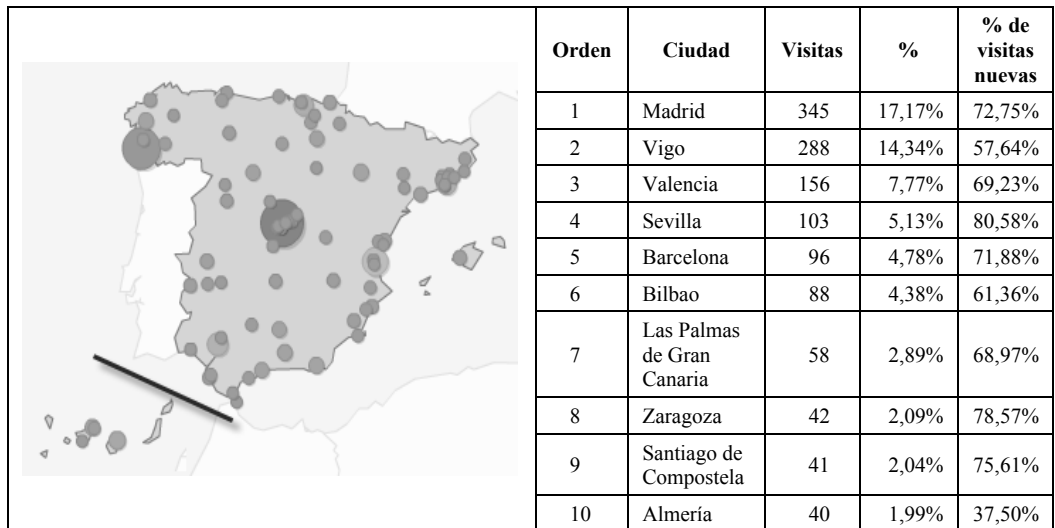 Orden Ciudad Visitas % % de visitas nuevas
1 Madrid 345 17,17% 72,75%
2 Vigo 288 14,34% 57,64%
3 Valencia 156 7,77% 69,23%
4 Sevilla 103 5,13% 80,58%
5 Barcelona 96 4,78% 71,88%
6 Bilbao 88 4,38% 61,36%
7 Las Palmas de Gran Canaria 58 2,89% 68,97%
8 Zaragoza 42 2,09% 78,57%
9 Santiago de Compostela 41 2,04% 75,61%
10 Almería 40 1,99% 37,50%